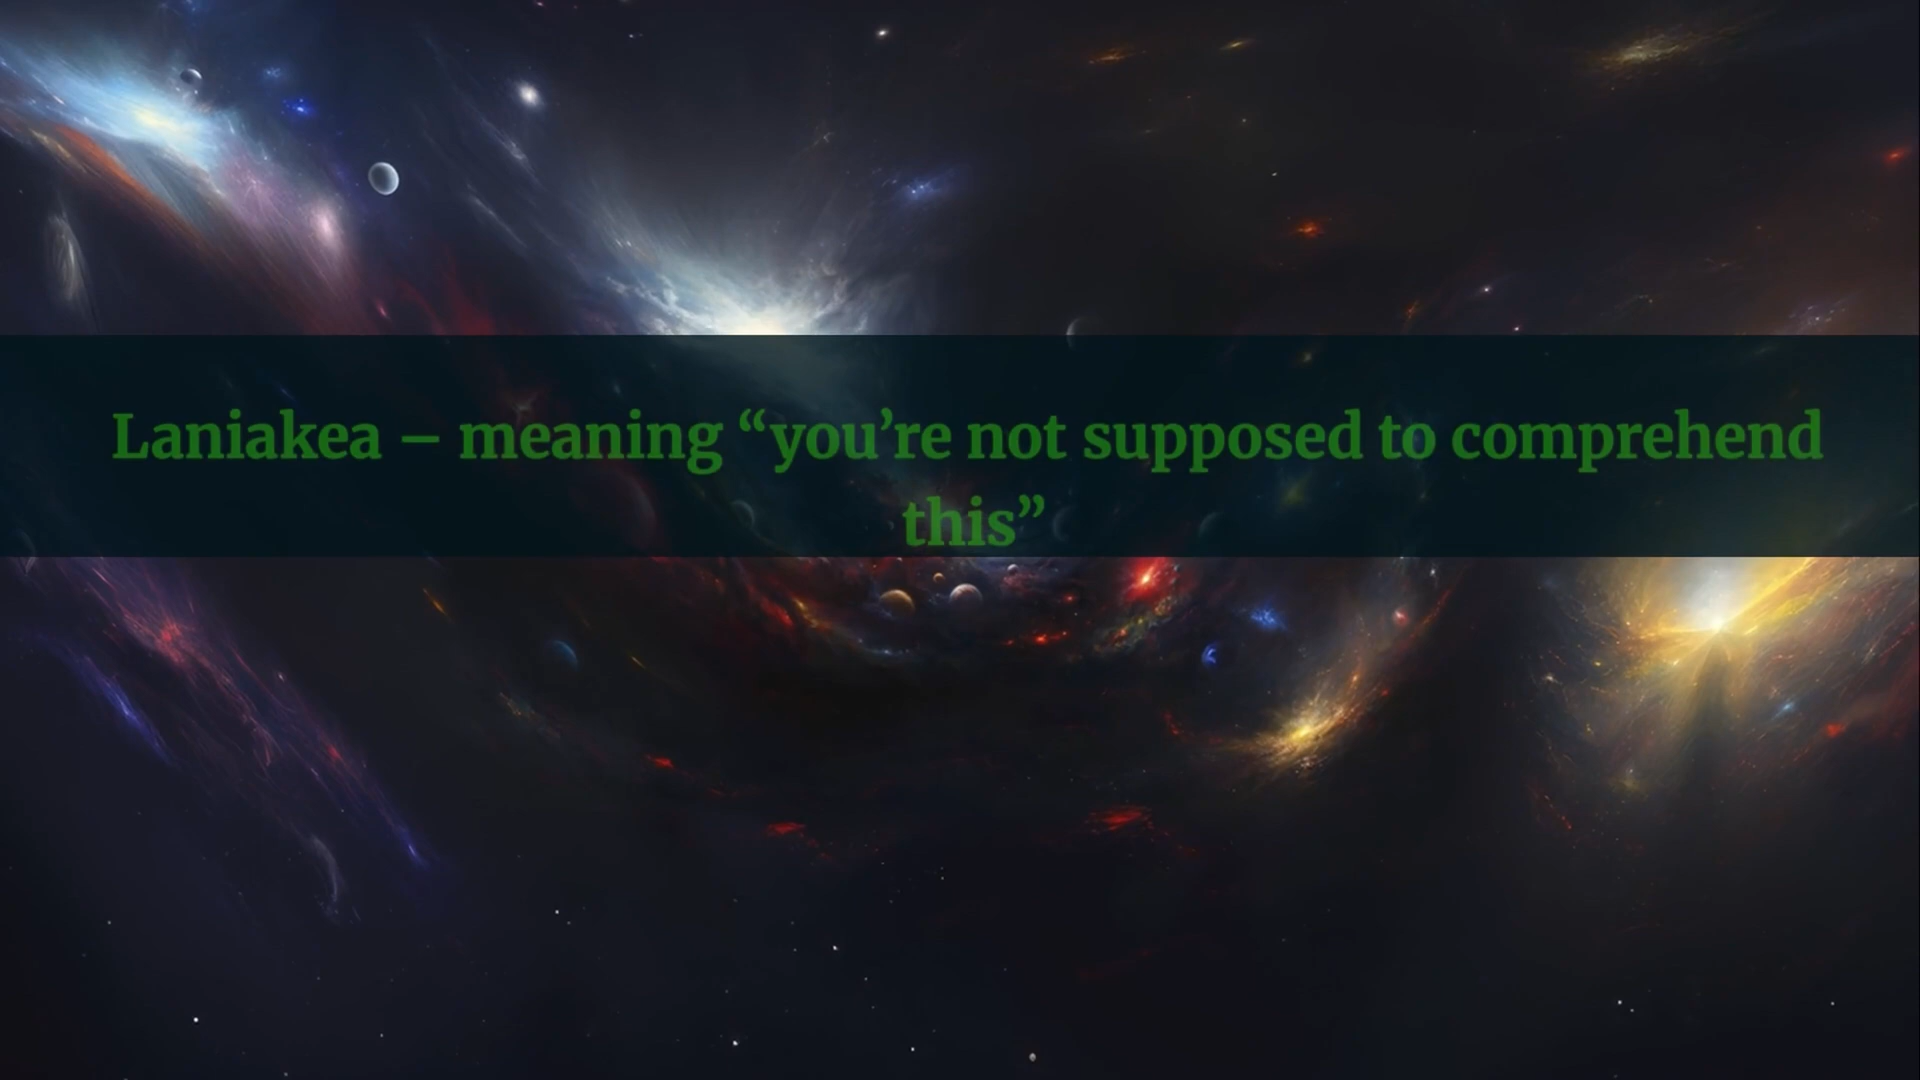 Laniakea – meaning “you’re not supposed to comprehend
this”